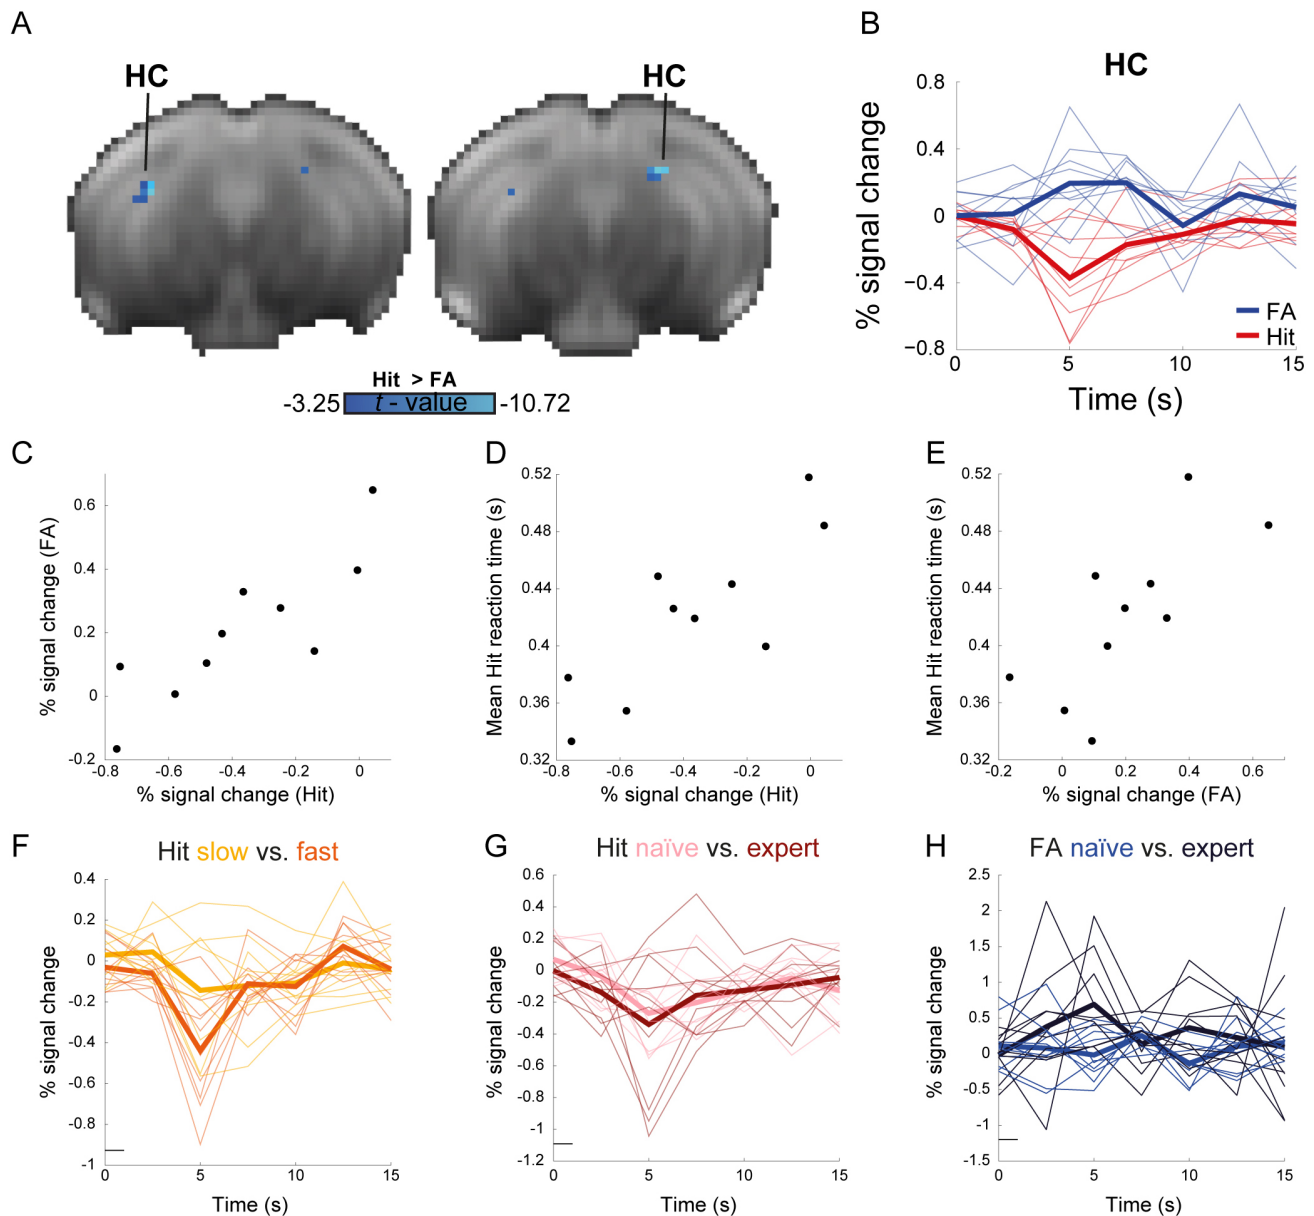 A
HC
HC
Hit > FA
-3.25
t - value
-10.72
B
HC
% signal change
0.8
0.4
0
−0.4
−0.8
FA
Hit
0
5
10
15
Time (s)
C
% signal change (FA)
0.6
0.4
0.2
0
-0.2
-0.8
-0.6
-0.4
-0.2
0
% signal change (Hit)
D
Mean Hit reaction time (s)
0.52
0.48
0.44
0.4
0.36
0.32
-0.8
-0.6
-0.4
-0.2
0
% signal change (Hit)
E
Mean Hit reaction time (s)
0.52
0.48
0.44
0.4
0.36
0.32
-0.2
0
0.2
0.4
0.6
% signal change (FA)
F
Hit slow vs. fast
% signal change
0.4
0.2
0
-0.2
-0.4
-0.6
-0.8
-1
0
5
10
15
Time (s)
G
Hit naïve vs. expert
% signal change
0.6
0.4
0.2
0
-0.2
-0.4
-0.6
-0.8
-1
-1.2
0
5
10
15
Time (s)
H
FA naïve vs. expert
% signal change
2.5
2
1.5
1
0.5
0
-0.5
-1
-1.5
0
5
10
15
Time (s)